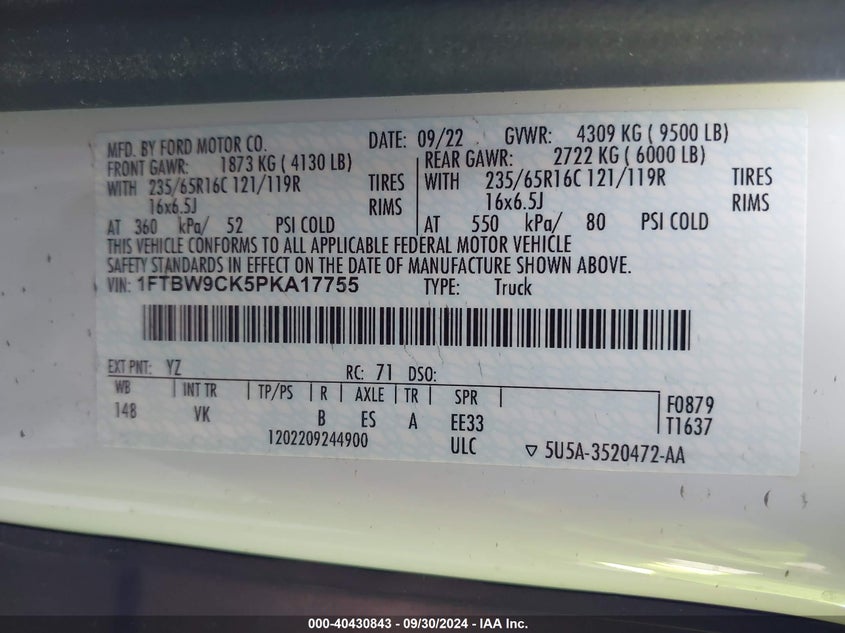 MFD. BY FORD MOTOR CO. DATE: 09/22 GVWR: 4309 KG ( 9500 LB)
FRONT GAWR: 1873 KG ( 4130 LB) REAR GAWR: 2722 KG ( 6000 LB)
WITH 235/65R16C 121/119R TIRES WITH 235/65R16C 121/119R TIRES
16x6.5J RIMS 16x6.5J RIMS
AT 360 kPa/ 52 PSI COLD AT 550 kPa/ 80 PSI COLD
THIS VEHICLE CONFORMS TO ALL APPLICABLE FEDERAL MOTOR VEHICLE
SAFETY STANDARDS IN EFFECT ON THE DATE OF MANUFACTURE SHOWN ABOVE.
VIN: 1FTBW9CK5PKA17755 TYPE: Truck
EXT PNT: YZ RC: 71 DSO:
WB | INT TR | TP/PS | R | AXLE | TR | SPR | F0879
148 VK B ES A EE33 T1637
1202209244900 ULC ▽ 5U5A-3520472-AA
000-40430843 - 09/30/2024 - IAA Inc.